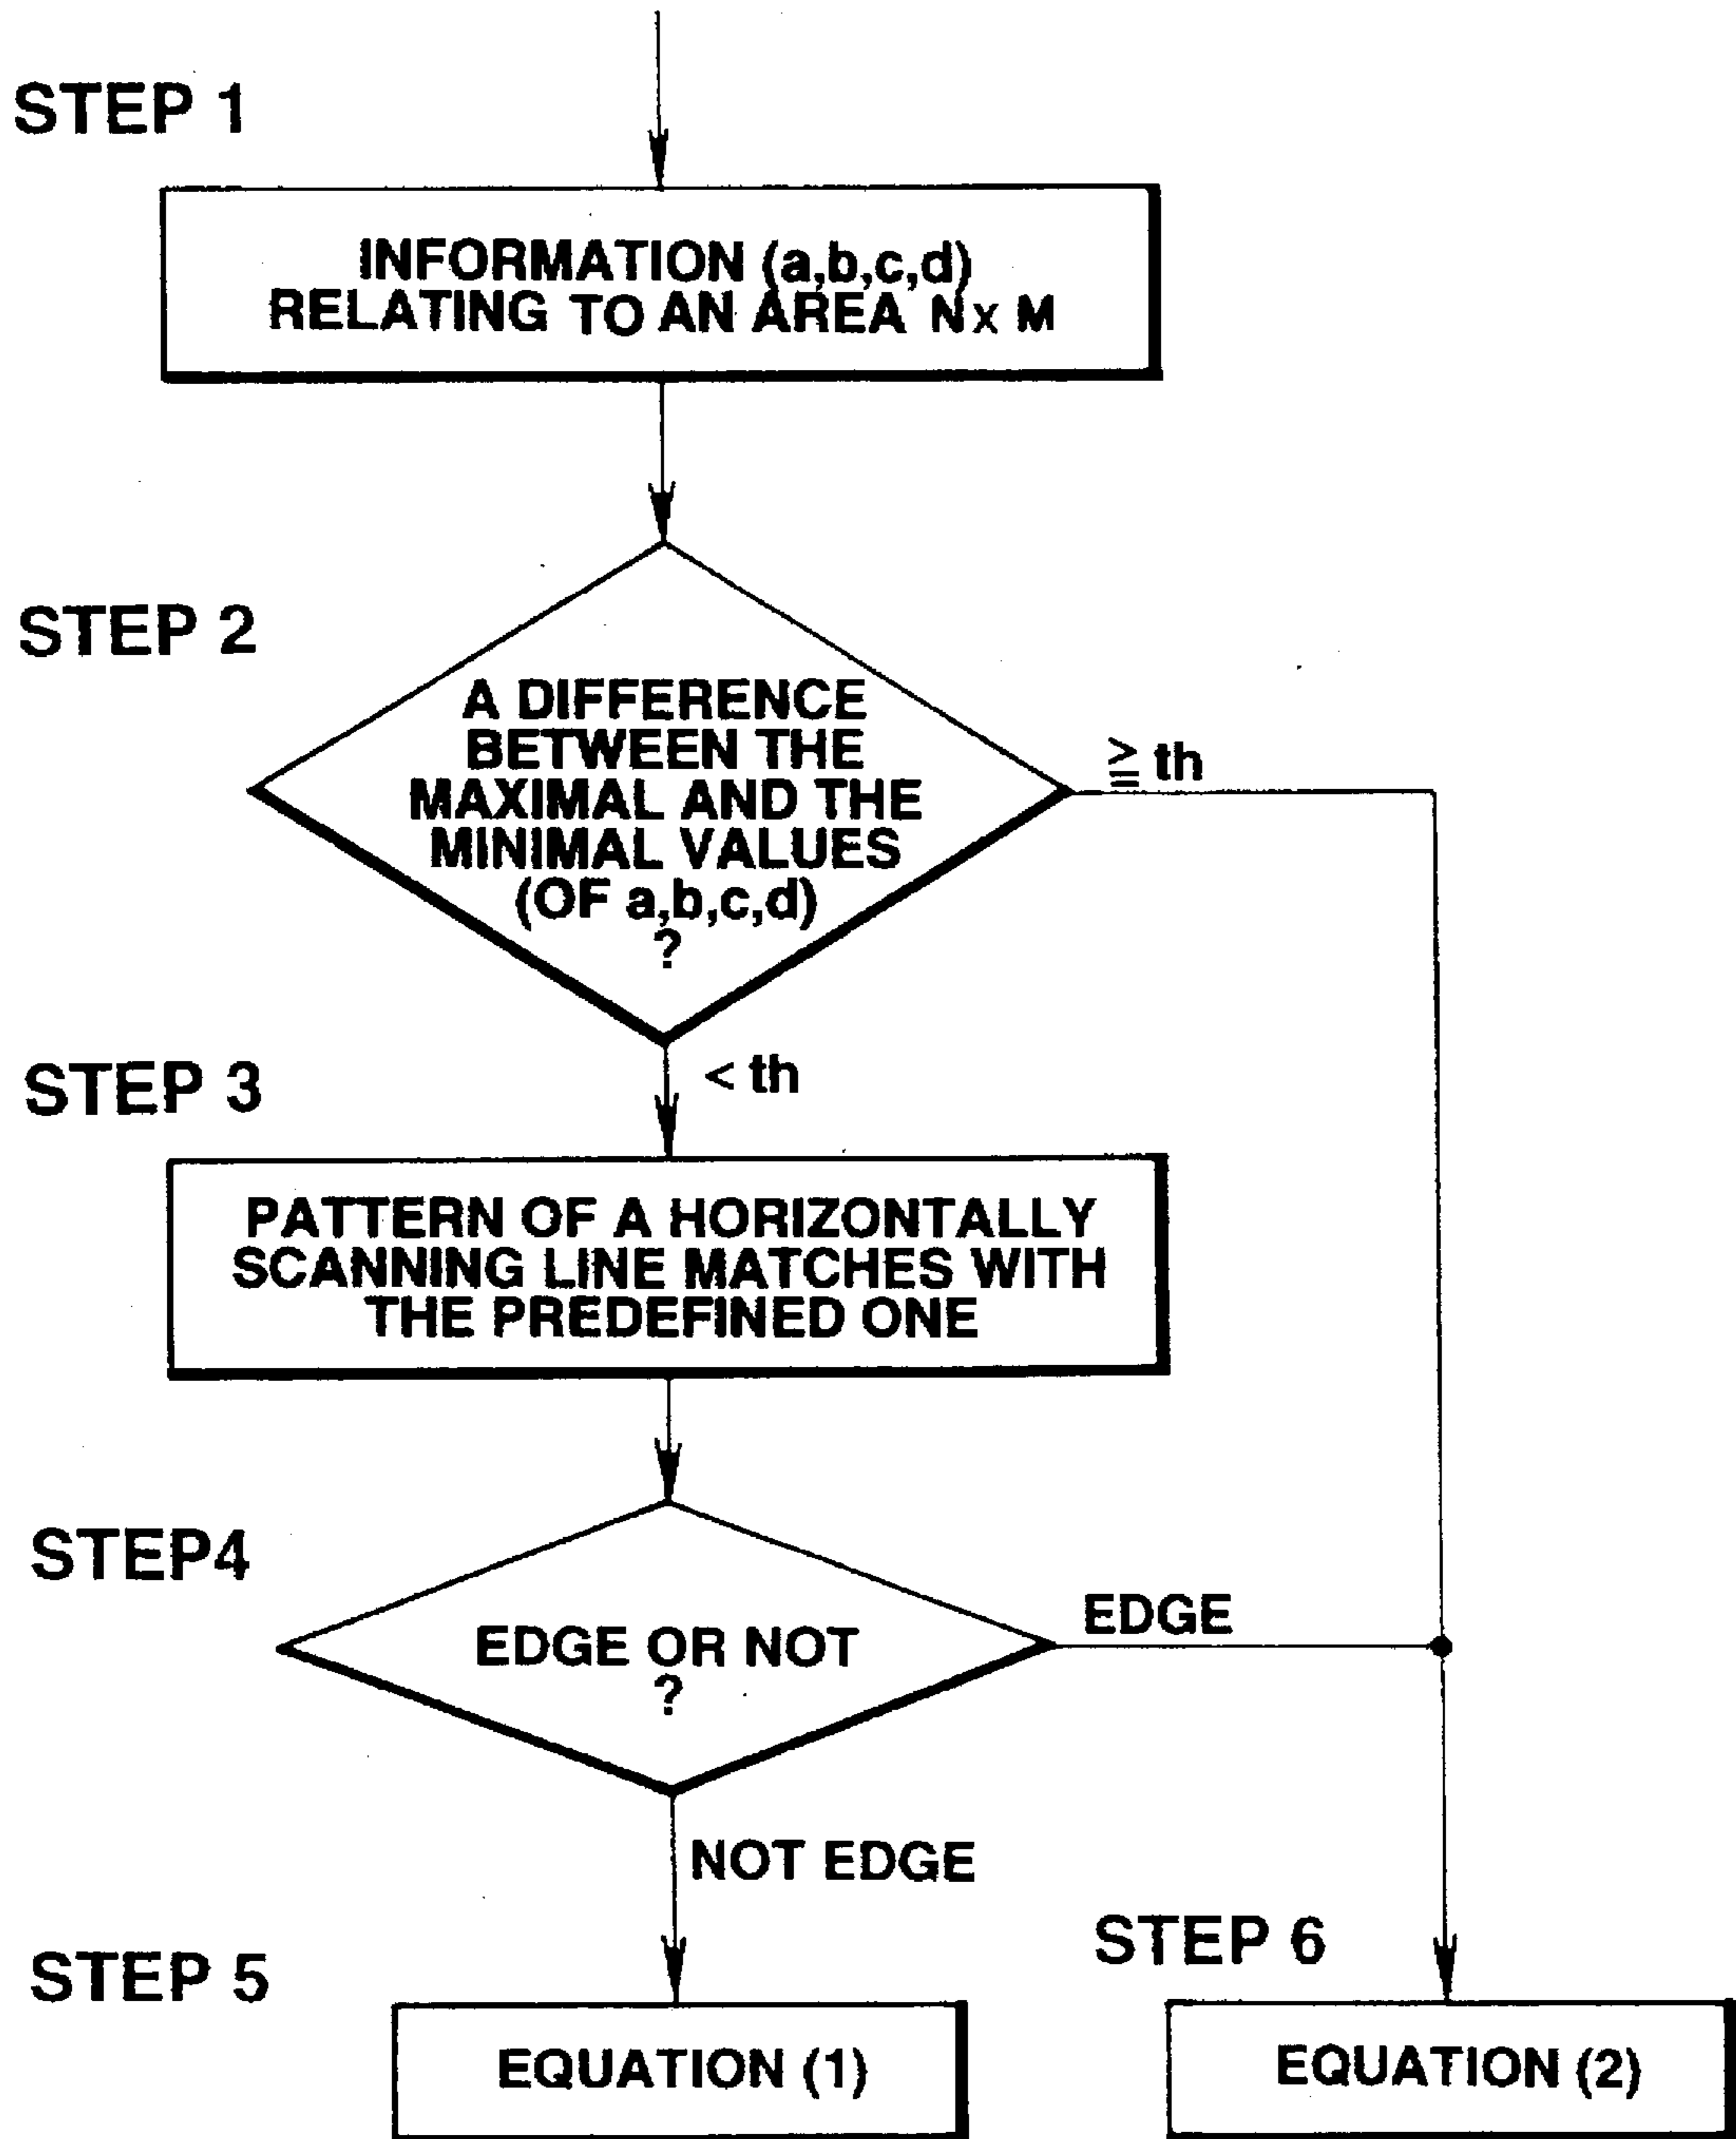 STEP 1
INFORMATION (a,b,c,d)
RELATING TO AN AREA N x M
STEP 2
A DIFFERENCE
BETWEEN THE
MAXIMAL AND THE
MINIMAL VALUES
(OF a,b,c,d)
?
≧ th
< th
STEP 3
PATTERN OF A HORIZONTALLY
SCANNING LINE MATCHES WITH
THE PREDEFINED ONE
STEP4
EDGE OR NOT
?
EDGE
NOT EDGE
STEP 5
EQUATION (1)
STEP 6
EQUATION (2)